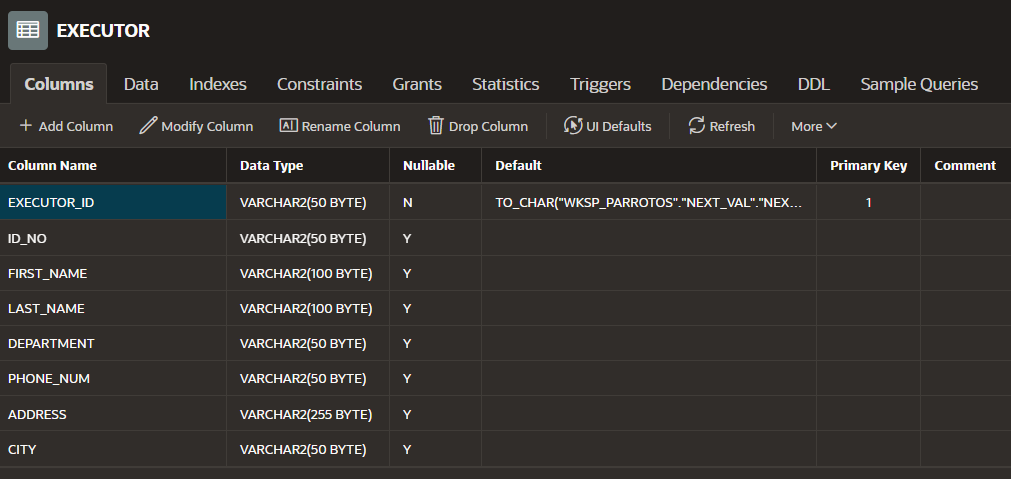 EXECUTOR
Columns Data Indexes Constraints Grants Statistics Triggers Dependencies DDL Sample Queries
Add Column Modify Column Rename Column Drop Column UI Defaults Refresh More
Column Name Data Type Nullable Default Primary Key Comment
EXECUTOR_ID VARCHAR2(50 BYTE) N TO_CHAR("WKSP_PARROTOS"."NEXT_VAL"."NEX... 1
ID_NO VARCHAR2(50 BYTE) Y
FIRST_NAME VARCHAR2(100 BYTE) Y
LAST_NAME VARCHAR2(100 BYTE) Y
DEPARTMENT VARCHAR2(50 BYTE) Y
PHONE_NUM VARCHAR2(50 BYTE) Y
ADDRESS VARCHAR2(255 BYTE) Y
CITY VARCHAR2(50 BYTE) Y